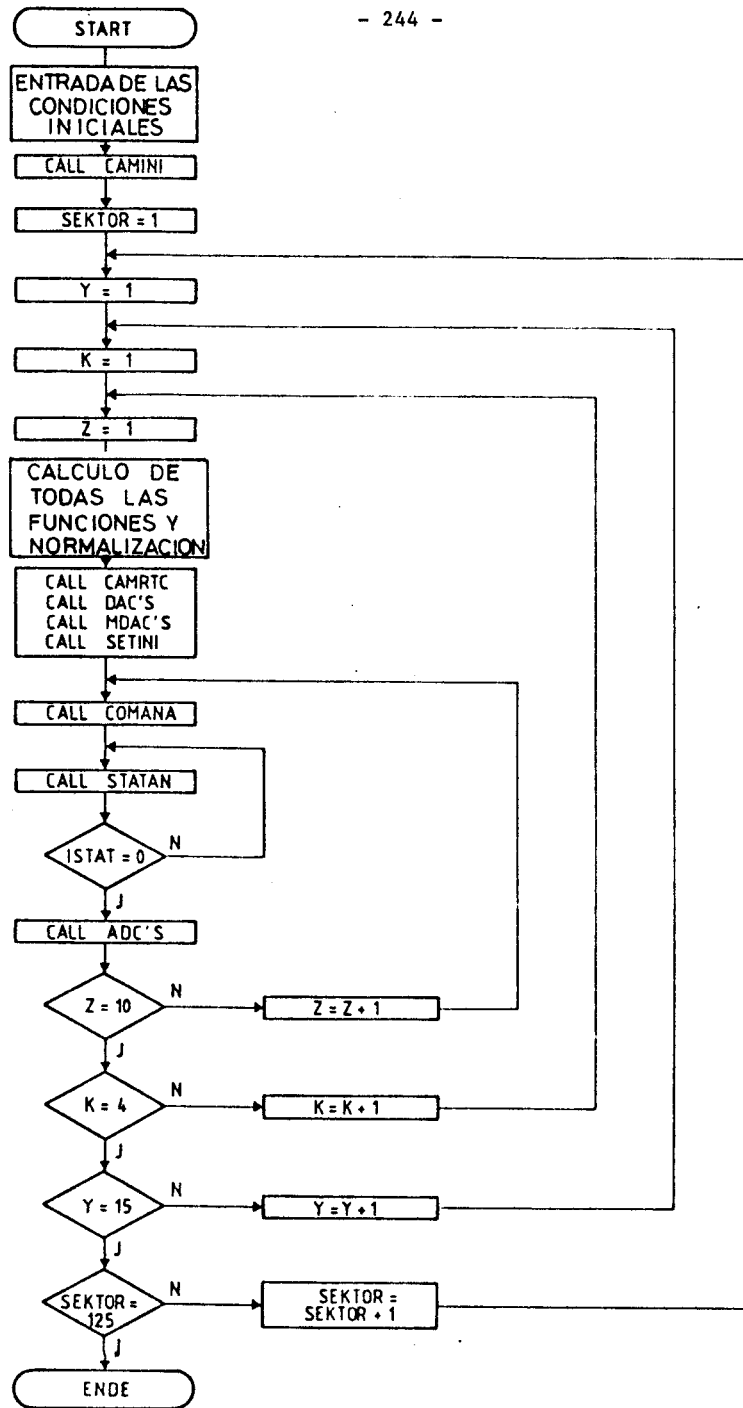 - 244 -
START
ENTRADA DE LAS
CONDICIONES
INICIALES
CALL CAMINI
SEKTOR = 1
Y = 1
K = 1
Z = 1
CALCULO DE
TODAS LAS
FUNCIONES Y
NORMALIZACION
CALL CAMRTC
CALL DAC'S
CALL MDAC'S
CALL SETINI
CALL COMANA
CALL STATAN
ISTAT = 0
N
J
CALL ADC'S
Z = 10
N
Z = Z + 1
J
K = 4
N
K = K + 1
J
Y = 15
N
Y = Y + 1
J
SEKTOR =
125
N
SEKTOR =
SEKTOR + 1
J
ENDE